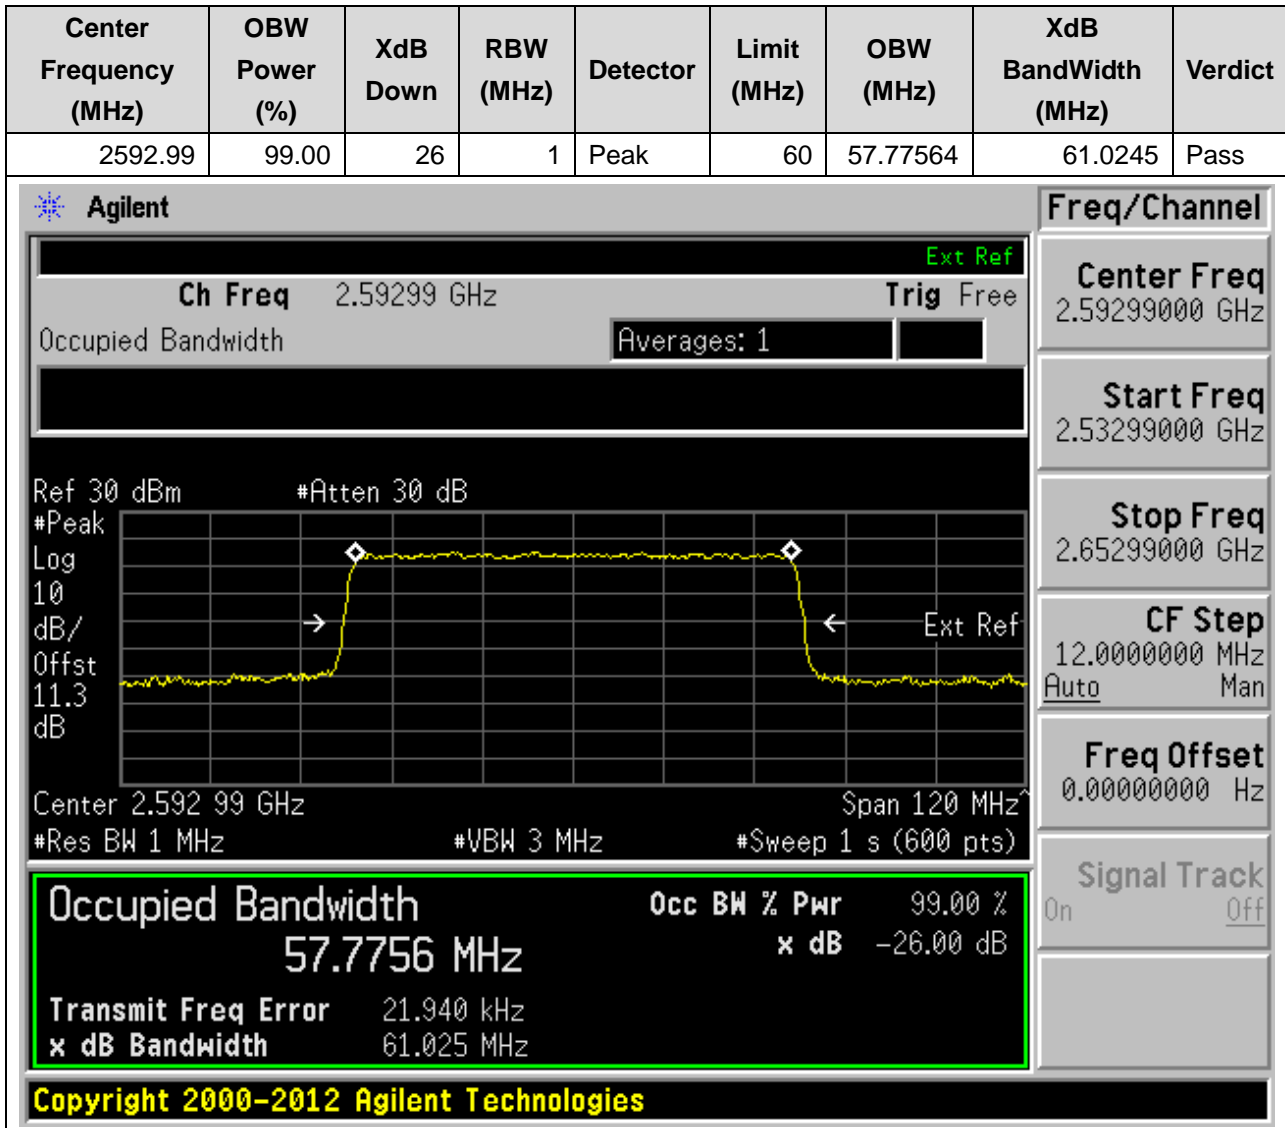 Center Frequency (MHz) OBW Power (%) XdB Down RBW (MHz) Detector Limit (MHz) OBW (MHz) XdB BandWidth (MHz) Verdict
2592.99 99.00 26 1 Peak 60 57.77564 61.0245 Pass
Agilent
Freq/Channel
Ext Ref
Ch Freq 2.59299 GHz Trig Free
Occupied Bandwidth Averages: 1
Center Freq
2.59299000 GHz
Start Freq
2.53299000 GHz
Stop Freq
2.65299000 GHz
CF Step
12.0000000 MHz
Auto Man
Freq Offset
0.00000000 Hz
Signal Track
On Off
Ref 30 dBm #Atten 30 dB
#Peak
Log
10
dB/
Offst
11.3
dB
Ext Ref
Center 2.592 99 GHz Span 120 MHz^
#Res BW 1 MHz #VBW 3 MHz #Sweep 1 s (600 pts)
Occupied Bandwidth
57.7756 MHz
Occ BW % Pwr 99.00 %
x dB -26.00 dB
Transmit Freq Error 21.940 kHz
x dB Bandwidth 61.025 MHz
Copyright 2000-2012 Agilent Technologies